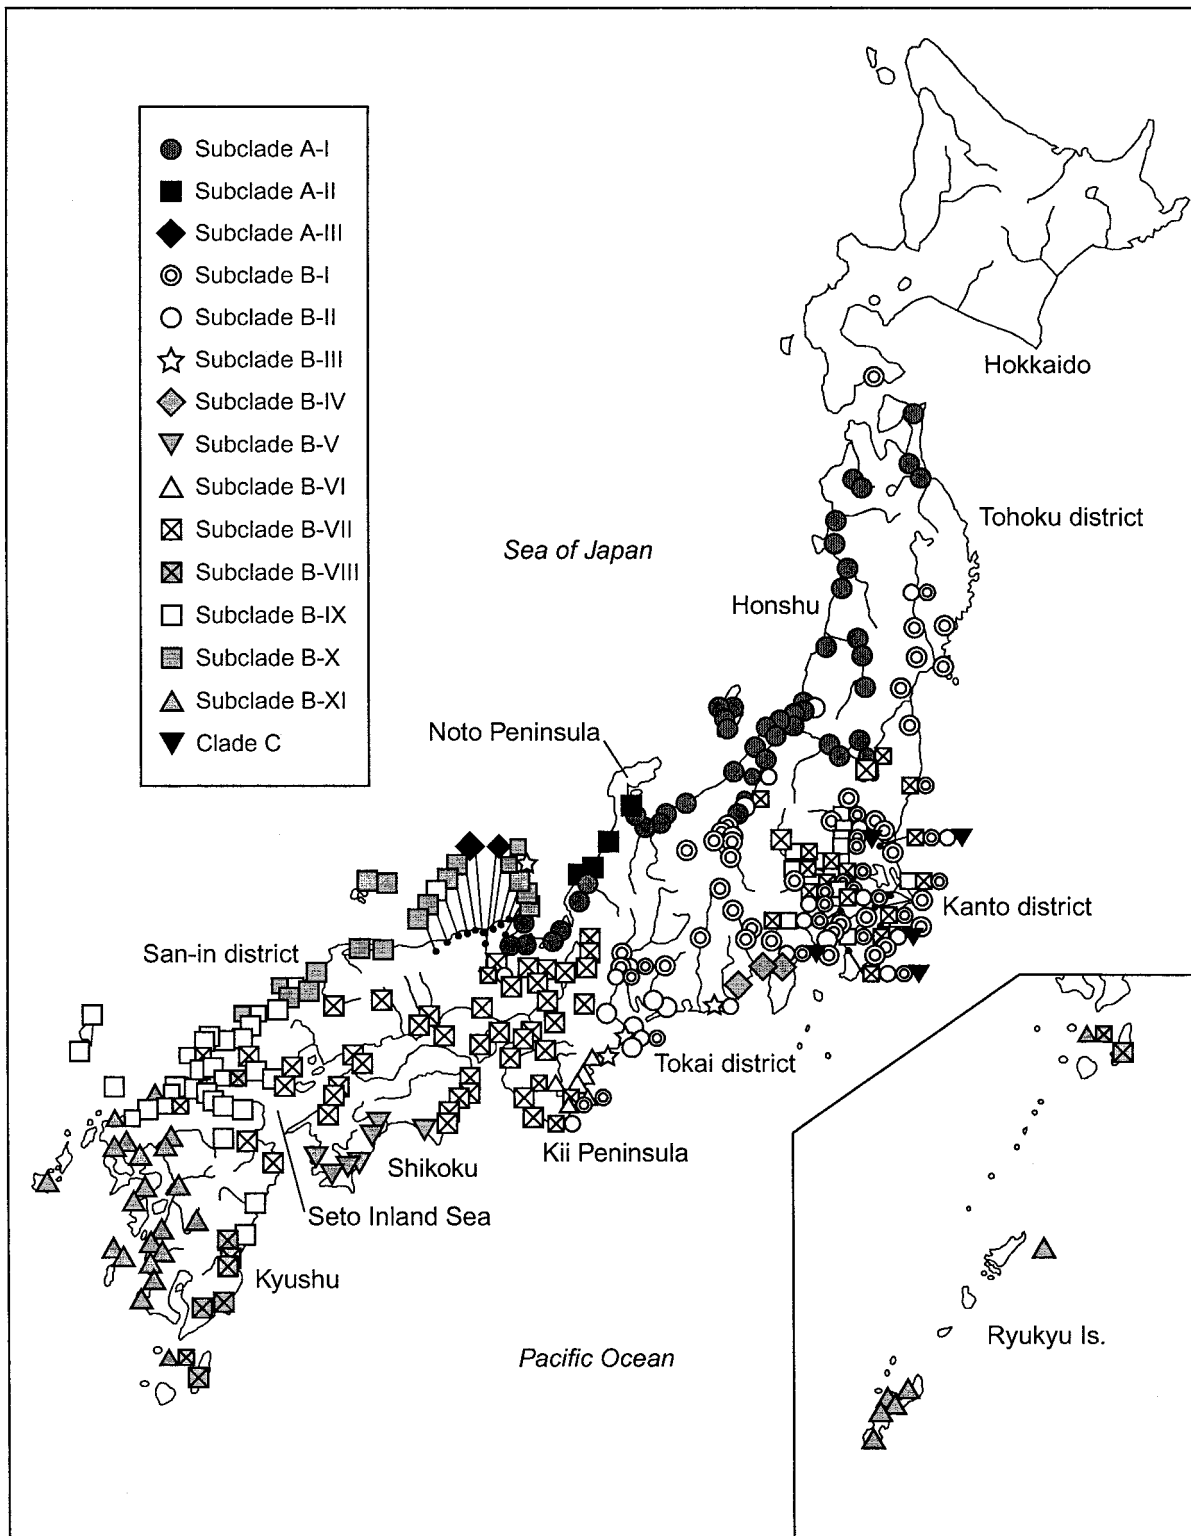 Subclade A-I
Subclade A-II
Subclade A-III
Subclade B-I
Subclade B-II
Subclade B-III
Subclade B-IV
Subclade B-V
Subclade B-VI
Subclade B-VII
Subclade B-VIII
Subclade B-IX
Subclade B-X
Subclade B-XI
Clade C
Hokkaido
Tohoku district
Sea of Japan
Honshu
Noto Peninsula
Kanto district
San-in district
Tokai district
Kii Peninsula
Shikoku
Seto Inland Sea
Kyushu
Ryukyu Is.
Pacific Ocean